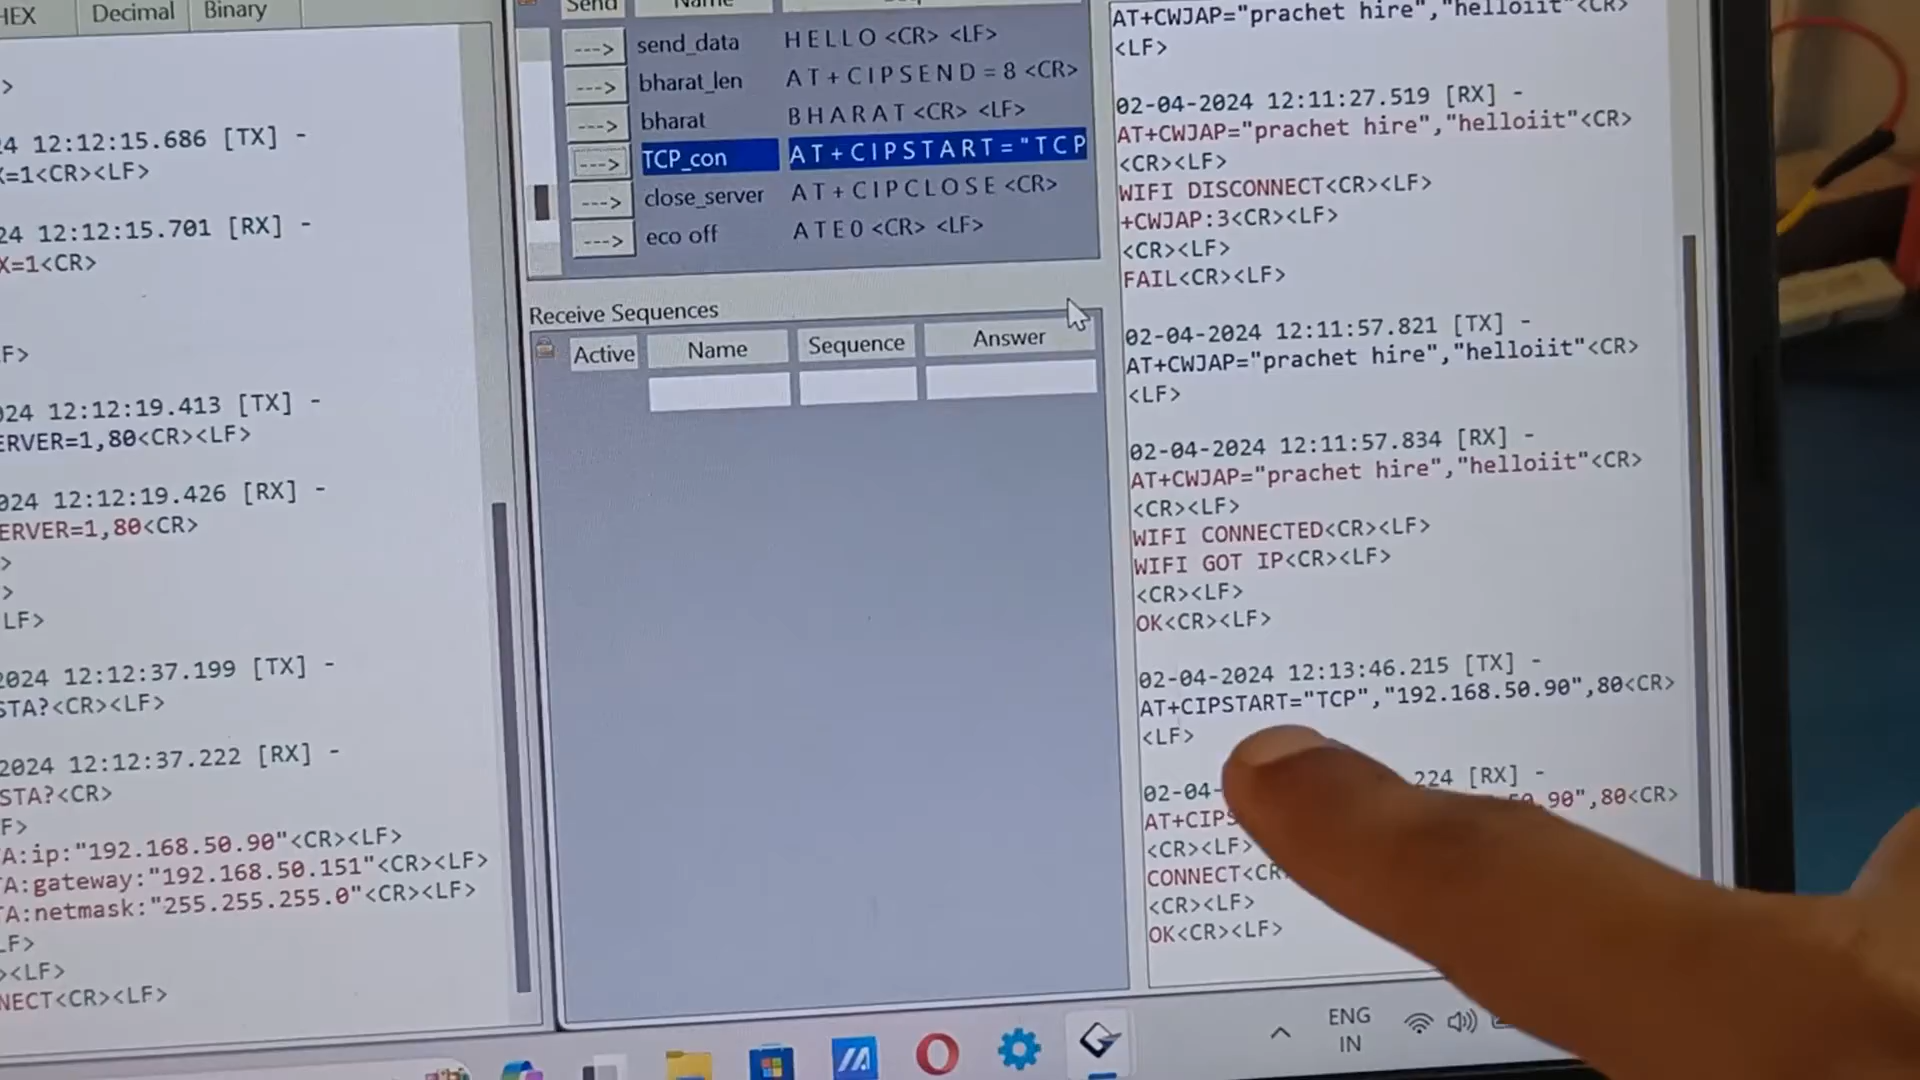 HEX Decimal Binary
>
24 12:12:15.686 [TX] -
X=1<CR><LF>
24 12:12:15.701 [RX] -
X=1<CR>
F>
024 12:12:19.413 [TX] -
ERVER=1,80<CR><LF>
024 12:12:19.426 [RX] -
ERVER=1,80<CR>
>
>
LF>
2024 12:12:37.199 [TX] -
STA?<CR><LF>
2024 12:12:37.222 [RX] -
STA?<CR>
F>
A:ip:"192.168.50.90"<CR><LF>
A:gateway:"192.168.50.151"<CR><LF>
A:netmask:"255.255.255.0"<CR><LF>
LF>
><LF>
NECT<CR><LF>
Send Name
---> send_data HELLO<CR> <LF>
---> bharat_len AT+CIPSEND=8<CR>
---> bharat BHARAT<CR> <LF>
---> TCP_con AT+CIPSTART="TCP
---> close_server AT+CIPCLOSE<CR>
---> eco off ATE0<CR> <LF>
Receive Sequences
Active Name Sequence Answer
AT+CWJAP="prachet hire","helloiit"<CR>
<LF>
02-04-2024 12:11:27.519 [RX] -
AT+CWJAP="prachet hire","helloiit"<CR>
<CR><LF>
WIFI DISCONNECT<CR><LF>
+CWJAP:3<CR><LF>
<CR><LF>
FAIL<CR><LF>
02-04-2024 12:11:57.821 [TX] -
AT+CWJAP="prachet hire","helloiit"<CR>
<LF>
02-04-2024 12:11:57.834 [RX] -
AT+CWJAP="prachet hire","helloiit"<CR>
<CR><LF>
WIFI CONNECTED<CR><LF>
WIFI GOT IP<CR><LF>
<CR><LF>
OK<CR><LF>
02-04-2024 12:13:46.215 [TX] -
AT+CIPSTART="TCP","192.168.50.90",80<CR>
<LF>
02-04- 224 [RX] -
AT+CIPS 50.90",80<CR>
<CR><LF>
CONNECT<CR
<CR><LF>
OK<CR><LF>
ENG
IN